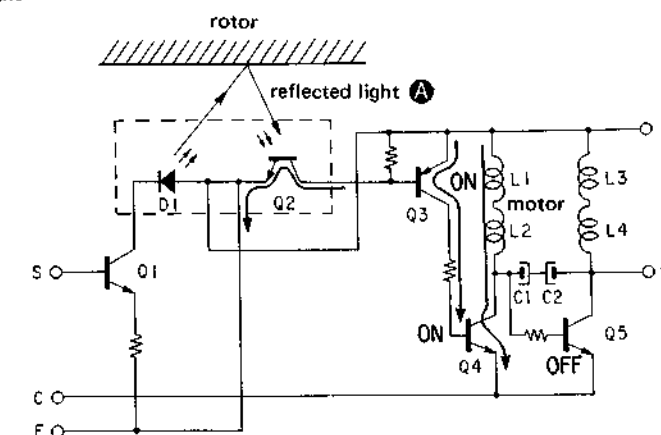 rotor
reflected light A
D1
Q2
ON
Q3
L1
motor
L2
L3
L4
C1
C2
S
Q1
ON
Q4
Q5
OFF
C